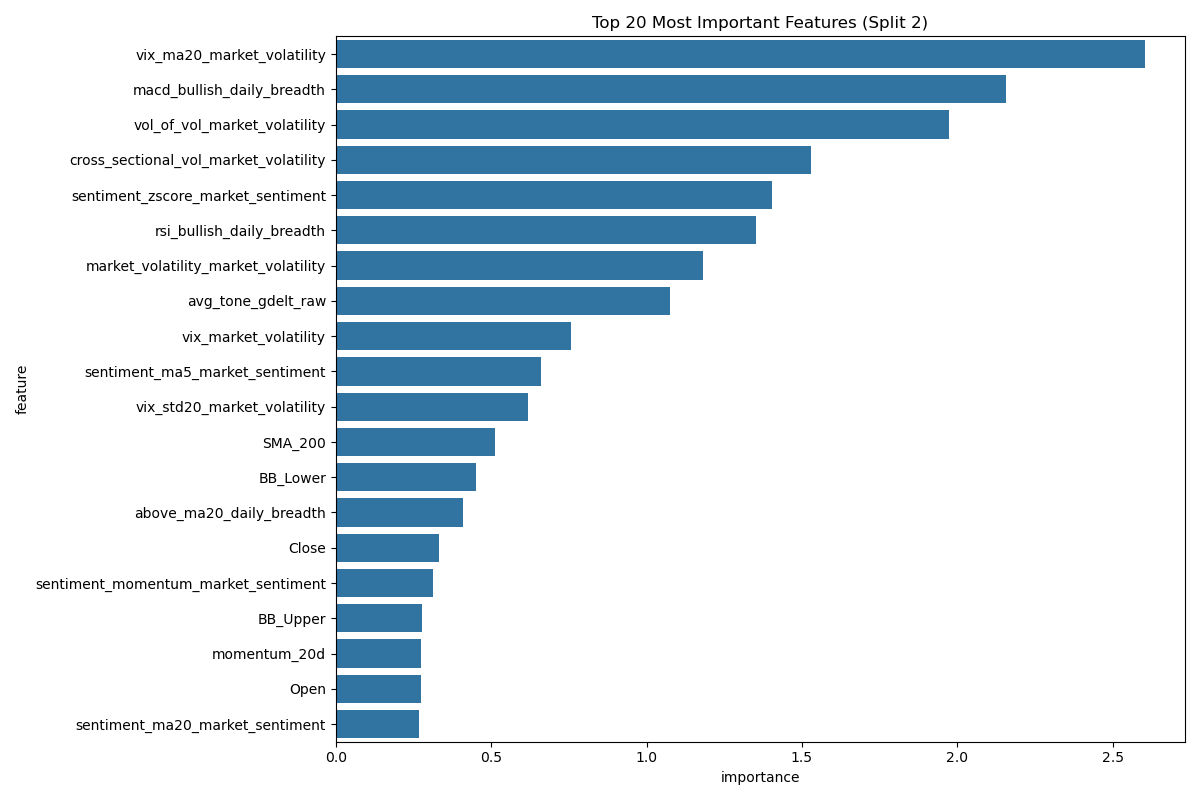 Top 20 Most Important Features (Split 2)
vix_ma20_market_volatility
macd_bullish_daily_breadth
vol_of_vol_market_volatility
cross_sectional_vol_market_volatility
sentiment_zscore_market_sentiment
rsi_bullish_daily_breadth
market_volatility_market_volatility
avg_tone_gdelt_raw
vix_market_volatility
sentiment_ma5_market_sentiment
vix_std20_market_volatility
SMA_200
BB_Lower
above_ma20_daily_breadth
Close
sentiment_momentum_market_sentiment
BB_Upper
momentum_20d
Open
sentiment_ma20_market_sentiment
feature
0.0 0.5 1.0 1.5 2.0 2.5
importance